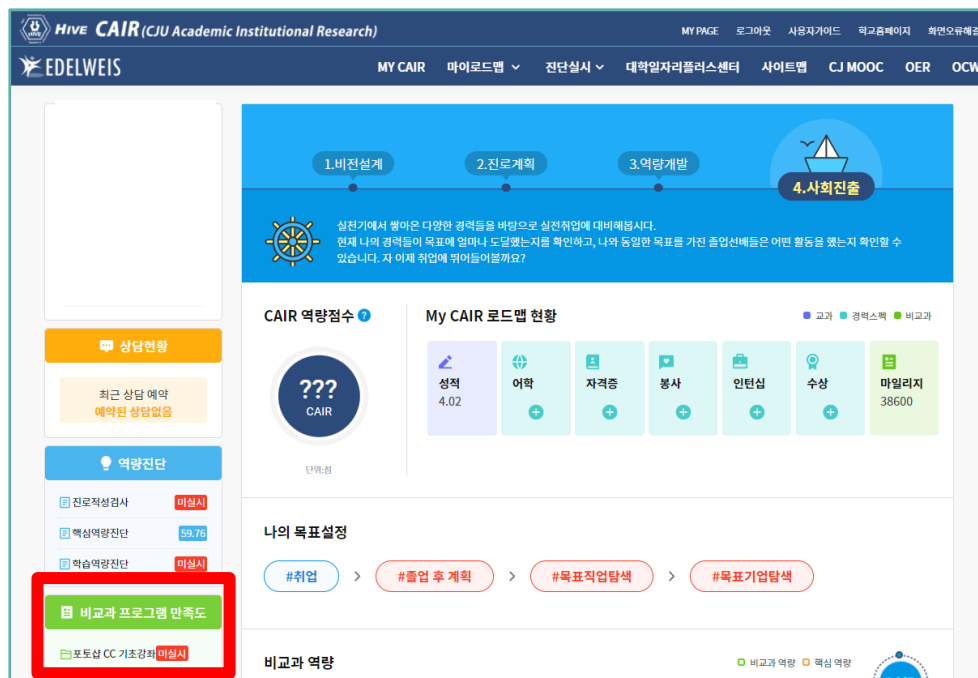 HIVE CAIR (CJU Academic Institutional Research)
MY PAGE 로그아웃 사용자가이드 학교홈페이지 화면오류해결
EDELWEIS
MY CAIR 마이로드맵 진단실시 대학일자리플러스센터 사이트맵 CJ MOOC OER OCW
1.비전설계
2.진로계획
3.역량개발
4.사회진출
실천기에서 쌓아온 다양한 경력들을 바탕으로 실전취업에 대비해봅시다.
현재 나의 경력들이 목표에 얼마나 도달했는지를 확인하고, 나와 동일한 목표를 가진 졸업선배들은 어떤 활동을 했는지 확인할 수
있습니다. 자 이제 취업에 뛰어들어볼까요?
상담현황
최근 상담 예약
예약된 상담없음
역량진단
진로적성검사 미실시
핵심역량진단 59.76
학습역량진단 미실시
비교과 프로그램 만족도
포토샵 CC 기초강좌 미실시
CAIR 역량점수 ?
???
CAIR
단위:점
My CAIR 로드맵 현황
교과 경력스펙 비교과
성적
4.02
어학
자격증
봉사
인턴십
수상
마일리지
38600
나의 목표설정
#취업 > #졸업 후 계획 > #목표직업탐색 > #목표기업탐색
비교과 역량
비교과 역량 핵심 역량